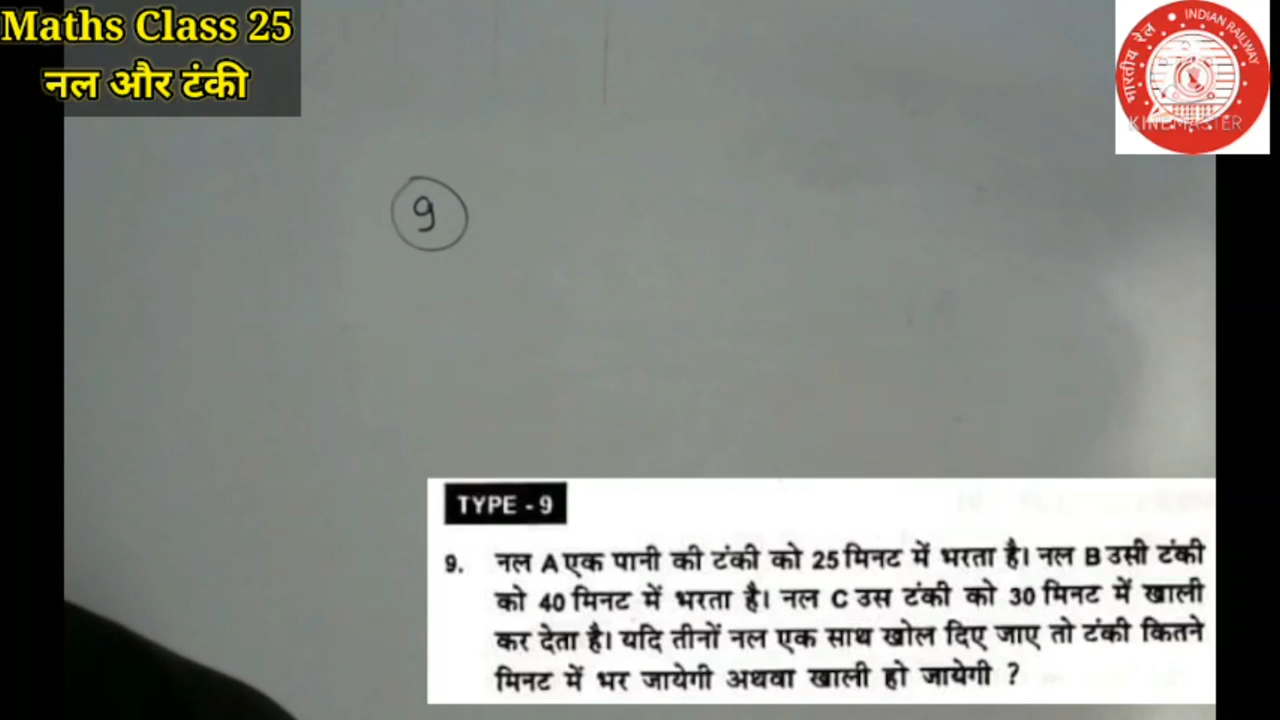 Maths Class 25
नल और टंकी
भारतीय रेल
INDIAN RAILWAY
KINEMASTER
9
TYPE - 9
9. नल A एक पानी की टंकी को 25 मिनट में भरता है। नल B उसी टंकी
को 40 मिनट में भरता है। नल C उस टंकी को 30 मिनट में खाली
कर देता है। यदि तीनों नल एक साथ खोल दिए जाए तो टंकी कितने
मिनट में भर जायेगी अथवा खाली हो जायेगी ?